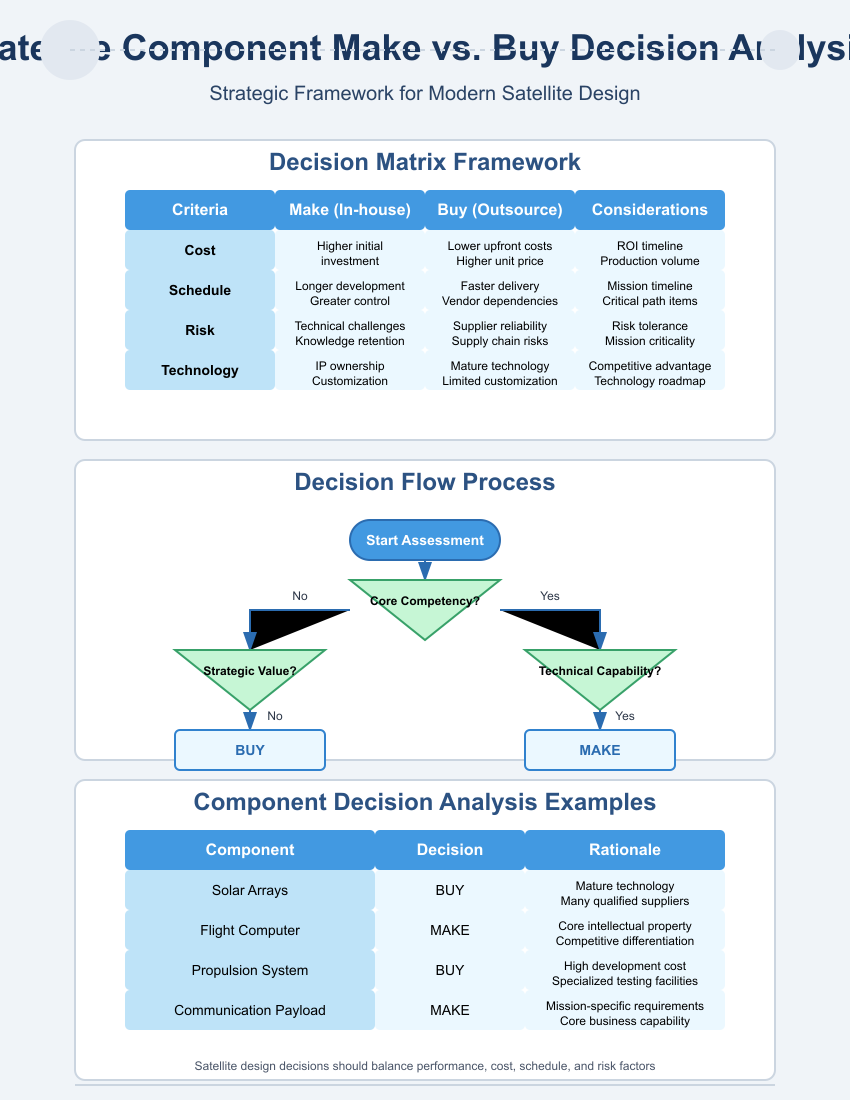 Component Make vs. Buy Decision
Strategic Framework for Modern Satellite Design
Decision Matrix Framework
Criteria Make (In-house) Buy (Outsource) Considerations
Cost
Higher initial
investment
Lower upfront costs
Higher unit price
ROI timeline
Production volume
Schedule
Longer development
Greater control
Faster delivery
Vendor dependencies
Mission timeline
Critical path items
Risk
Technical challenges
Knowledge retention
Supplier reliability
Supply chain risks
Risk tolerance
Mission criticality
Technology
IP ownership
Customization
Mature technology
Limited customization
Competitive advantage
Technology roadmap
Decision Flow Process
Start Assessment
Core Competency?
No
Yes
Strategic Value?
Technical Capability?
No
Yes
BUY
MAKE
Component Decision Analysis Examples
Component Decision Rationale
Solar Arrays
BUY
Mature technology
Many qualified suppliers
Flight Computer
MAKE
Core intellectual property
Competitive differentiation
Propulsion System
BUY
High development cost
Specialized testing facilities
Communication Payload
MAKE
Mission-specific requirements
Core business capability
Satellite design decisions should balance performance, cost, schedule, and risk factors